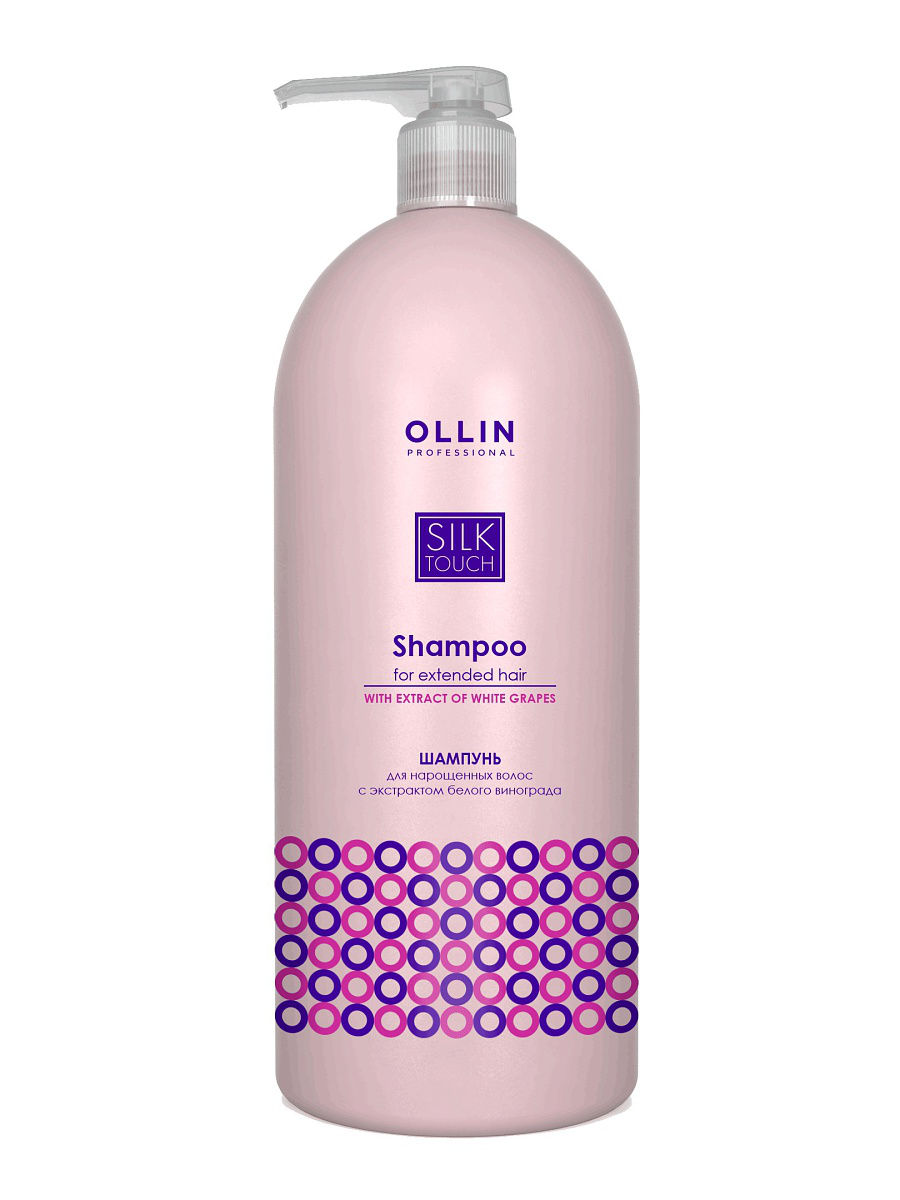 OLLIN
PROFESSIONAL
SILK
TOUCH
Shampoo
for extended hair
WITH EXTRACT OF WHITE GRAPES
ШАМПУНЬ
для нарощенных волос
с экстрактом белого винограда